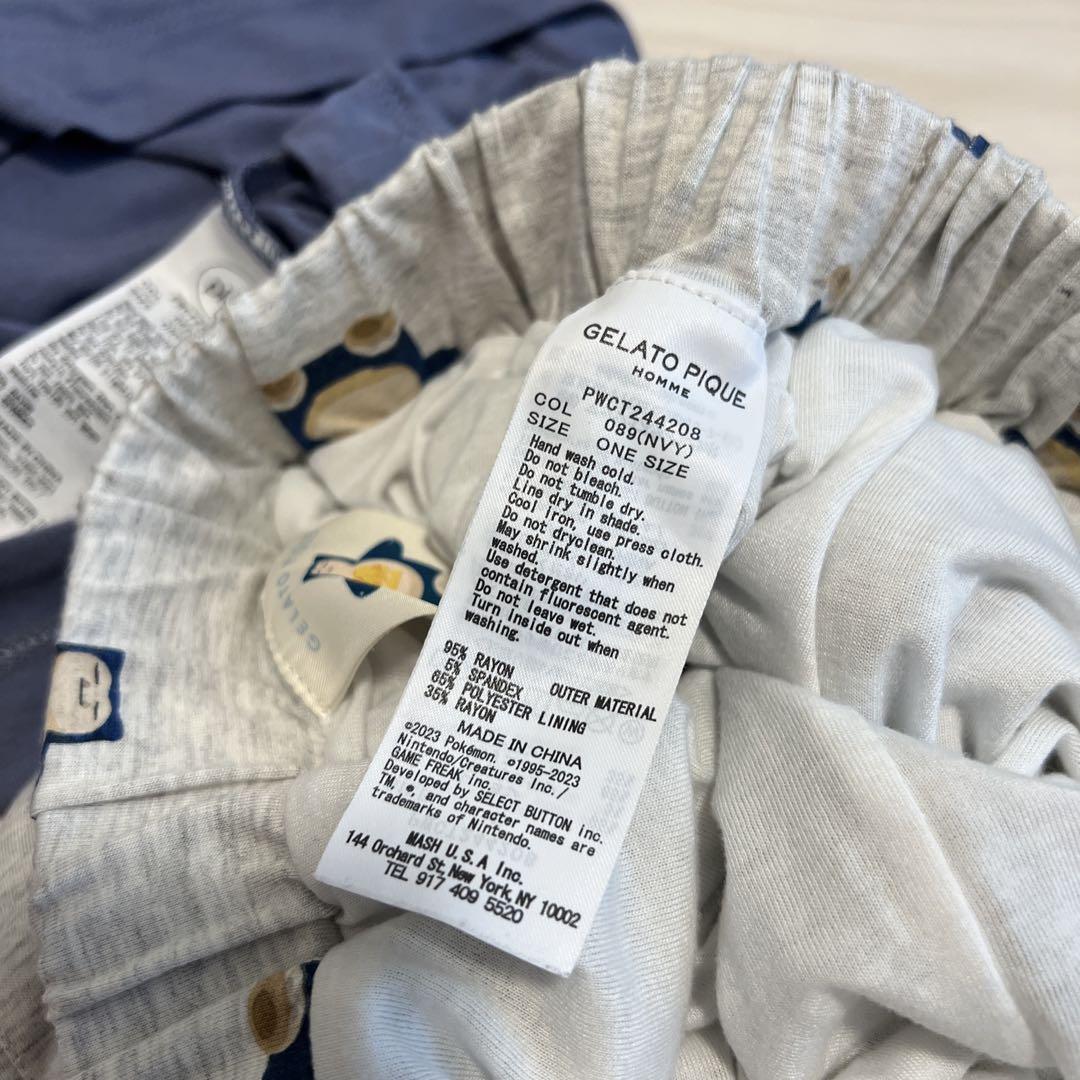 GELATO PIQUE
HOMME
PWCT244208
COL 089(NVY)
SIZE ONE SIZE
Hand wash cold.
Do not bleach.
Do not tumble dry.
Line dry in shade.
Cool iron, use press cloth.
Do not dryclean.
May shrink slightly when
washed.
Use detergent that does not
contain fluorescent agent.
Do not leave wet.
Turn inside out when
washing.
95% RAYON
5% SPANDEX OUTER MATERIAL
65% POLYESTER LINING
35% RAYON
MADE IN CHINA
©2023 Pokémon. ©1995-2023
Nintendo/Creatures Inc./
GAME FREAK inc.
Developed by SELECT BUTTON inc.
TM, ®, and character names are
trademarks of Nintendo.
MASH U.S.A Inc.
144 Orchard St, New York, NY 10002
TEL 917 409 5520
GELATO